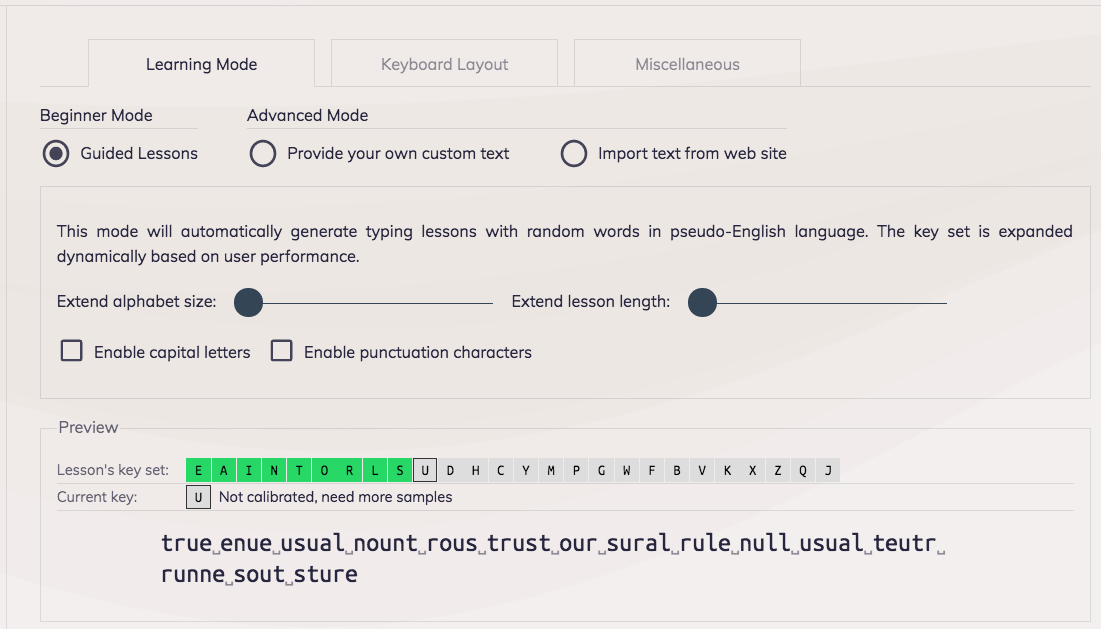 Learning Mode Keyboard Layout Miscellaneous
Beginner Mode Advanced Mode
Guided Lessons Provide your own custom text Import text from web site
This mode will automatically generate typing lessons with random words in pseudo-English language. The key set is expanded
dynamically based on user performance.
Extend alphabet size: Extend lesson length:
Enable capital letters Enable punctuation characters
Preview
Lesson's key set: E A I N T O R L S U D H C Y M P G W F B V K X Z Q J
Current key: U Not calibrated, need more samples
true␣enue␣usual␣nount␣rous␣trust␣our␣sural␣rule␣null␣usual␣teutr␣
runne␣sout␣sture